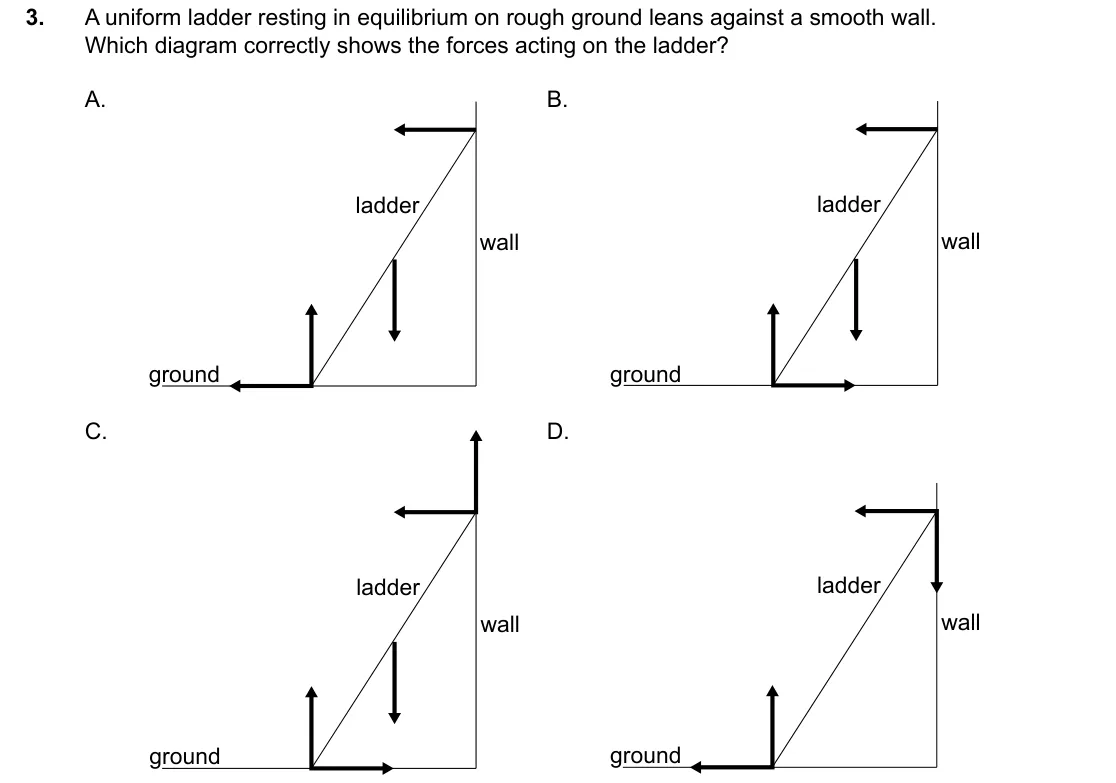 3. A uniform ladder resting in equilibrium on rough ground leans against a smooth wall.
Which diagram correctly shows the forces acting on the ladder?
A.
ladder
wall
ground
B.
ladder
wall
ground
C.
ladder
wall
ground
D.
ladder
wall
ground